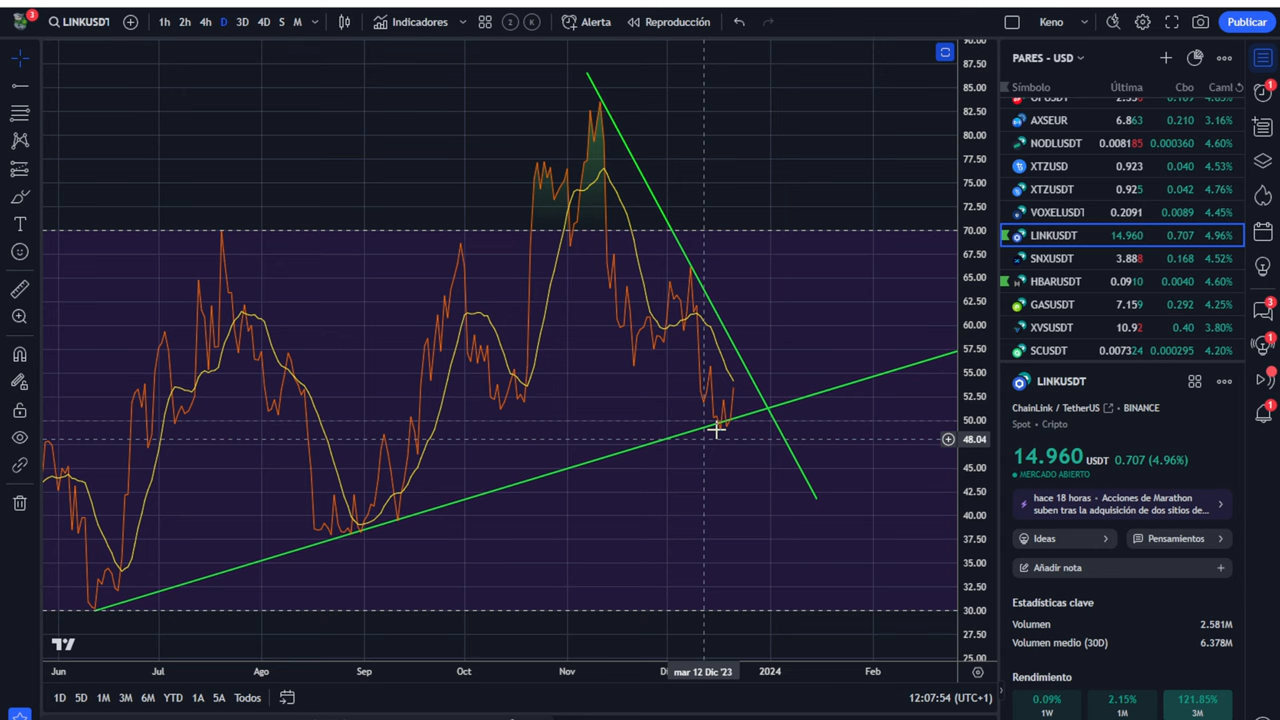 3 LINKUSDT 1h 2h 4h D 3D 4D S M Indicadores 2 K Alerta Reproducción Keno Publicar
90.00
87.50
85.00
82.50
80.00
77.50
75.00
72.50
70.00
67.50
65.00
62.50
60.00
57.50
55.00
52.50
50.00
48.04
45.00
42.50
40.00
37.50
35.00
32.50
30.00
27.50
25.00
Jun Jul Ago Sep Oct Nov mar 12 Dic '23 2024 Feb
1D 5D 1M 3M 6M YTD 1A 5A Todos 12:07:54 (UTC+1)
PARES - USD
Símbolo Última Cbo
AXSEUR 6.863 0.210 3.16%
NODLUSDT 0.008185 0.000360 4.60%
XTZUSD 0.923 0.040 4.53%
XTZUSDT 0.925 0.042 4.76%
VOXELUSDT 0.2091 0.0089 4.45%
LINKUSDT 14.960 0.707 4.96%
SNXUSDT 3.888 0.168 4.52%
HBARUSDT 0.0910 0.0040 4.60%
GASUSDT 7.159 0.292 4.25%
XVSUSDT 10.92 0.40 3.80%
SCUSDT 0.007324 0.000295 4.20%
LINKUSDT
ChainLink / TetherUS • BINANCE
Spot • Cripto
14.960 USDT 0.707 (4.96%)
MERCADO ABIERTO
hace 18 horas • Acciones de Marathon
suben tras la adquisición de dos sitios de...
Ideas Pensamientos
Añadir nota
Estadísticas clave
Volumen 2.581M
Volumen medio (30D) 6.378M
Rendimiento
0.09% 2.15% 121.85%
1W 1M 3M
1
3
1
1